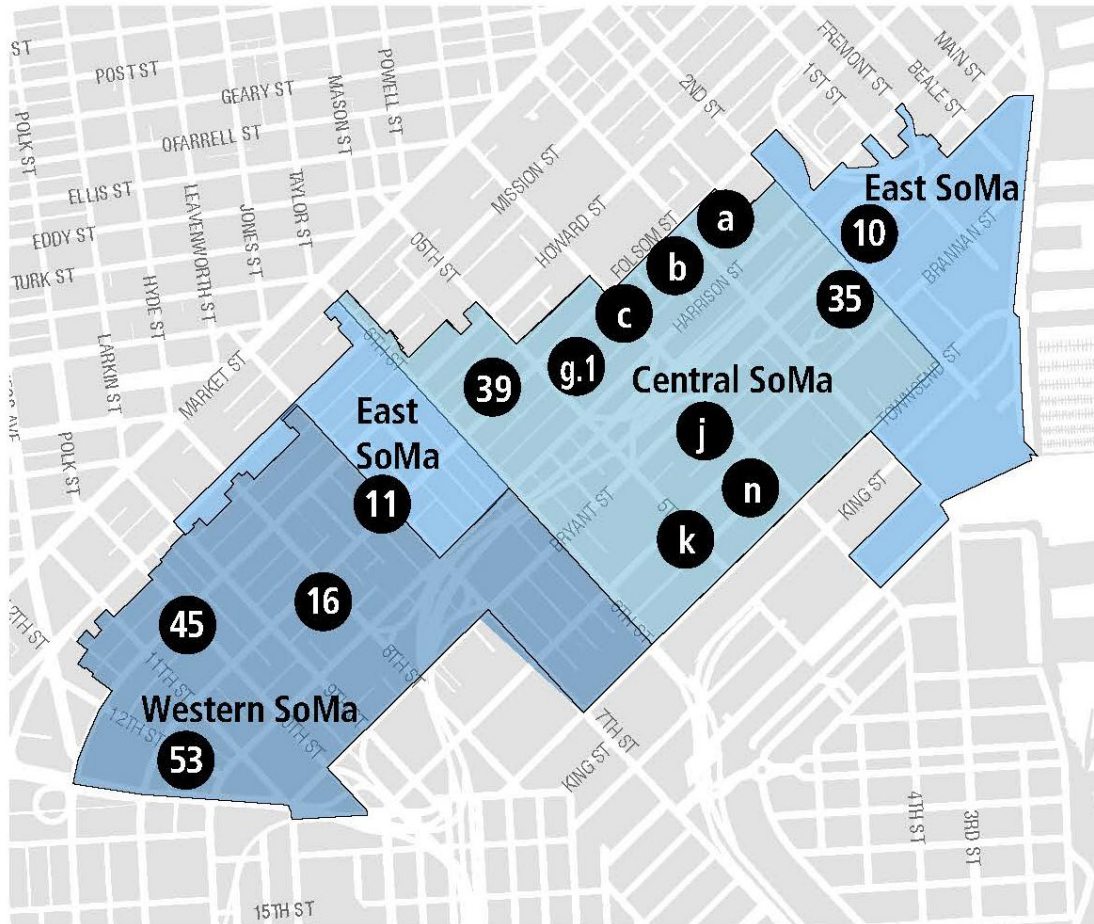 ST
POST ST
GEARY ST
OFARRELL ST
POLK ST
MASON ST
POWELL ST
ELLIS ST
EDDY ST
TURK ST
LEAVENWORTH ST
JONES ST
TAYLOR ST
HYDE ST
LARKIN ST
MARKET ST
POLK ST
MISSION ST
05TH ST
HOWARD ST
FOLSOM ST
2ND ST
1ST ST
FREMONT ST
BEALE ST
MAIN ST
East SoMa
10
BRANNAN ST
35
a
b
c
HARRISON ST
g.1
39
Central SoMa
TOWNSEND ST
6TH ST
East
SoMa
11
j
n
k
BRYANT ST
KING ST
16
45
8TH ST
11TH ST
12TH ST
Western SoMa
53
7TH ST
KING ST
4TH ST
3RD ST
15TH ST